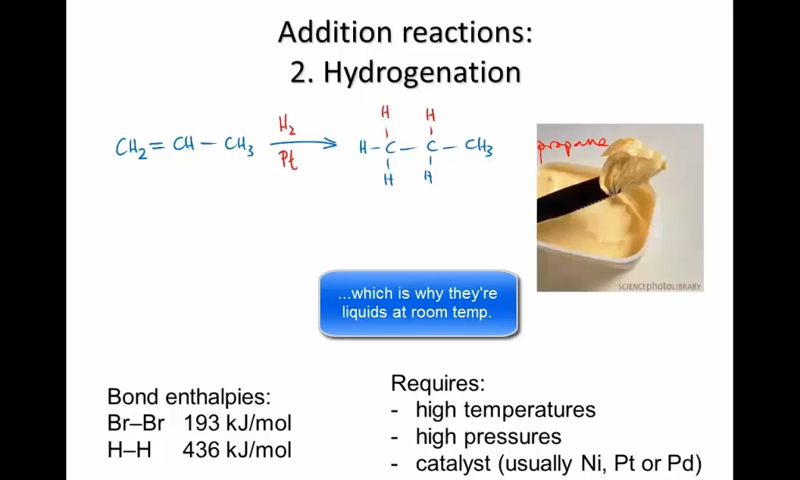 Addition reactions:
2. Hydrogenation
CH₂=CH—CH₃
H₂
Pt
H H
H—C—C—CH₃
H H
propane
SCIENCEphotoLIBRARY
...which is why they're
liquids at room temp.
Bond enthalpies:
Br–Br 193 kJ/mol
H–H 436 kJ/mol
Requires:
- high temperatures
- high pressures
- catalyst (usually Ni, Pt or Pd)